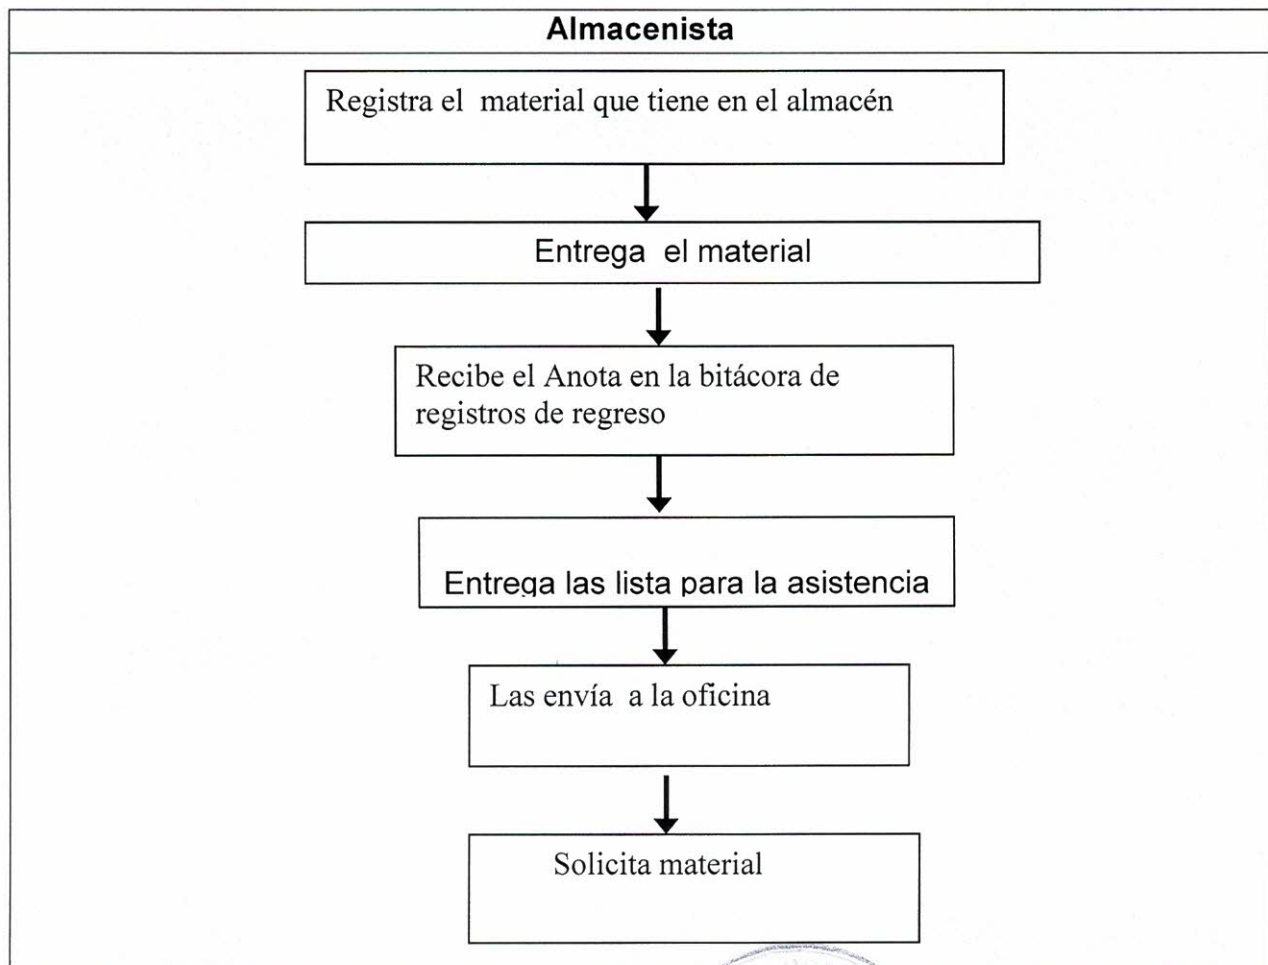 Almacenista
Registra el material que tiene en el almacén
Entrega el material
Recibe el Anota en la bitácora de
registros de regreso
Entrega las lista para la asistencia
Las envía a la oficina
Solicita material